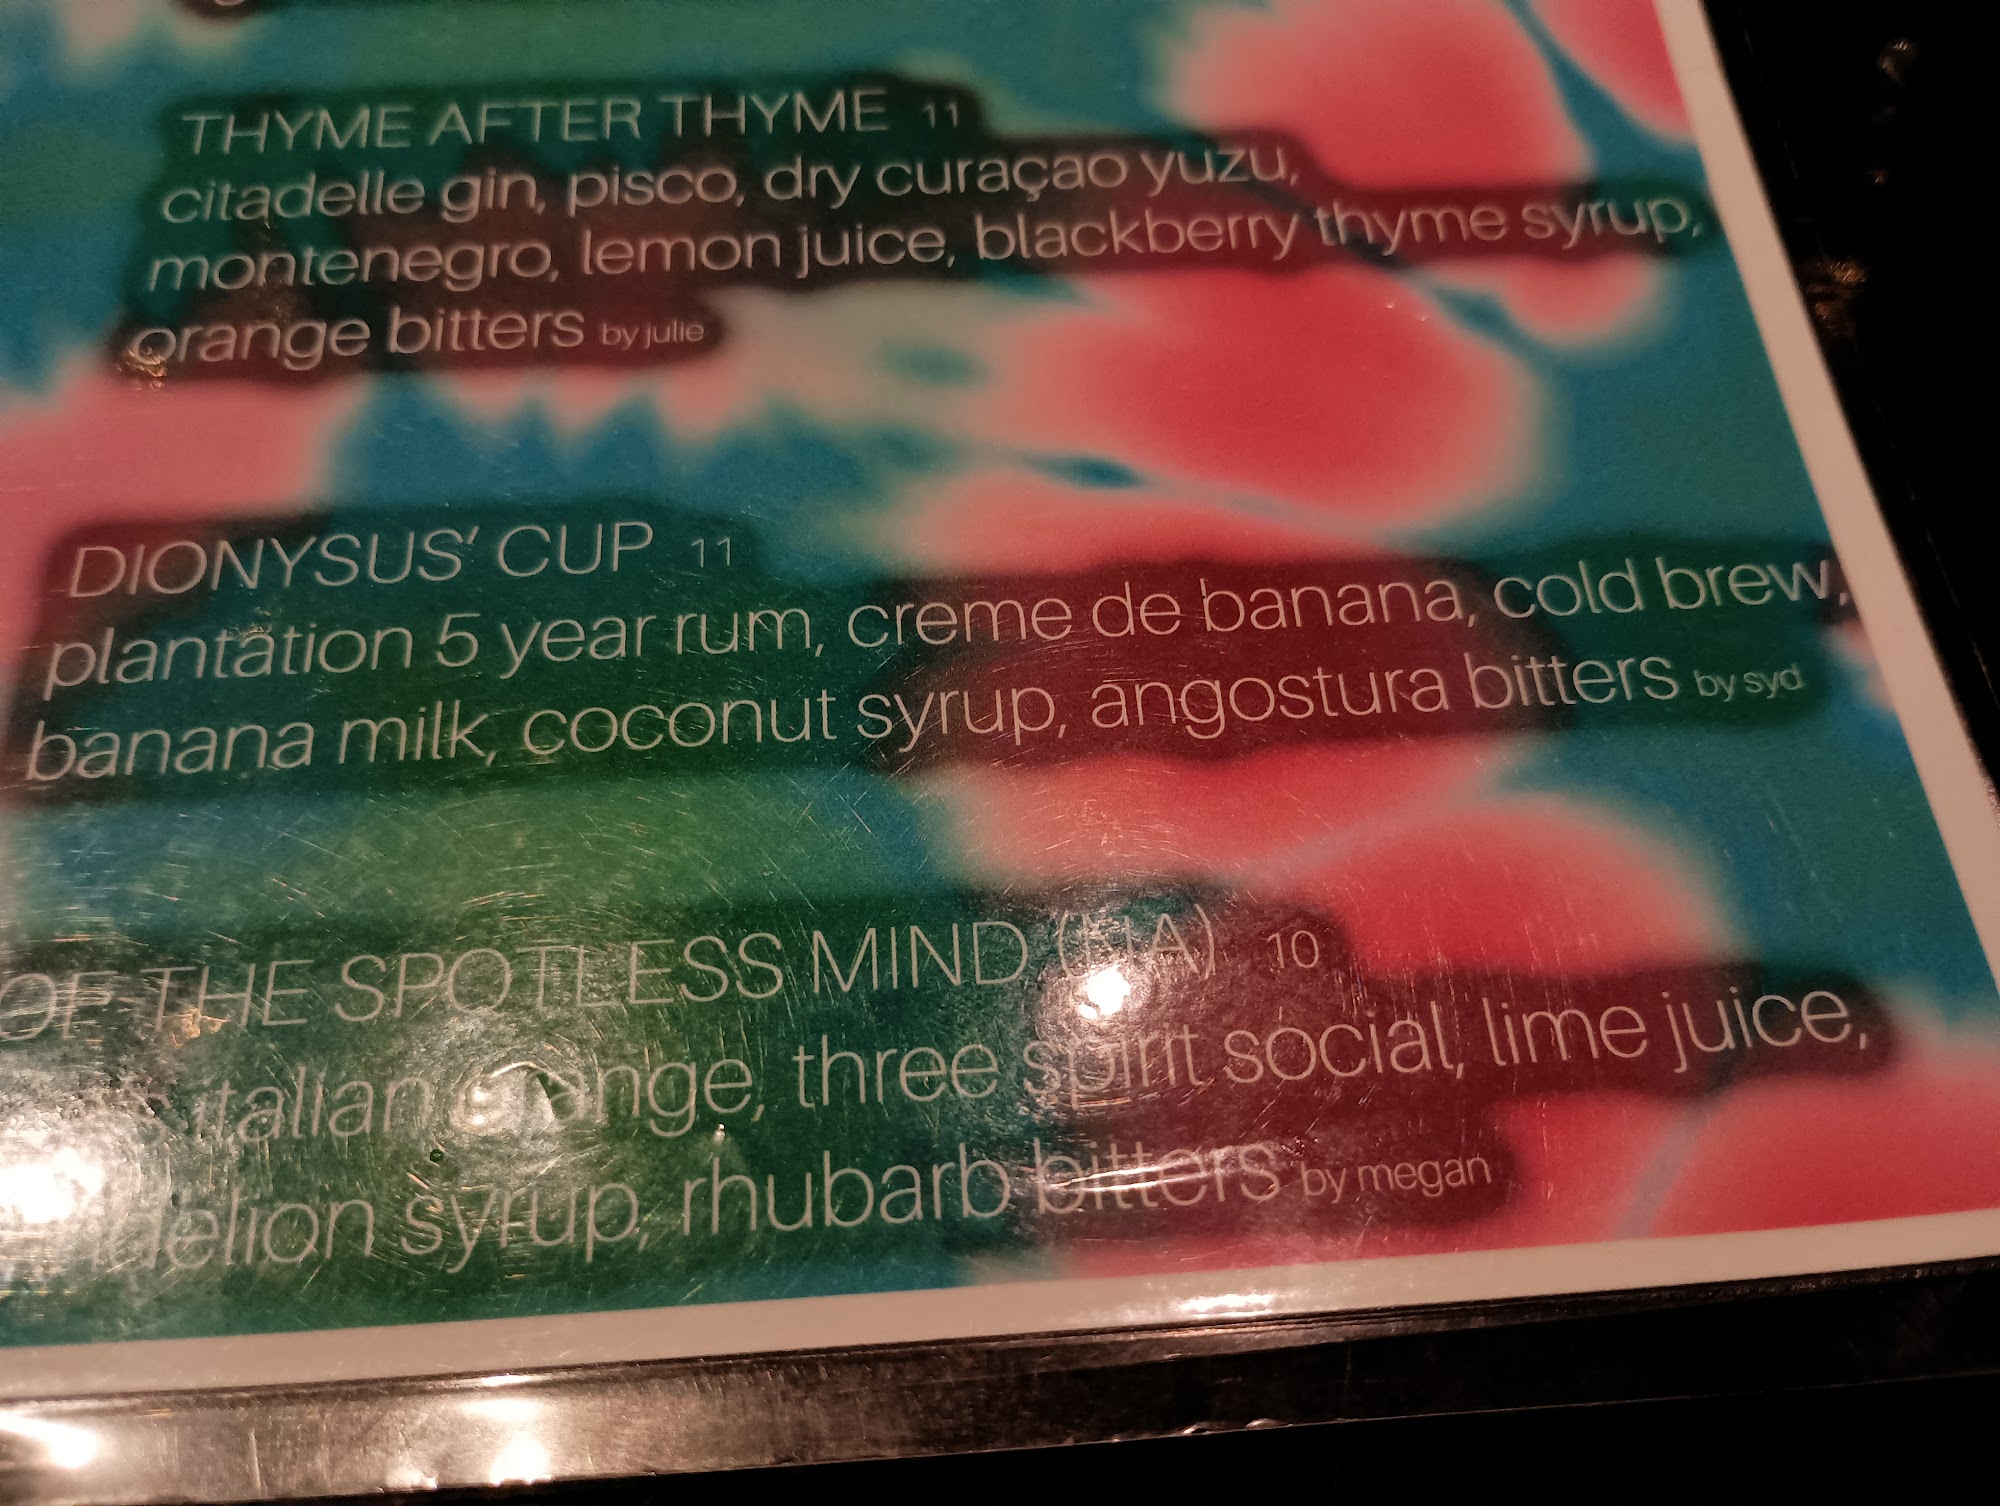 THYME AFTER THYME 11
citadelle gin, pisco, dry curaçao yuzu,
montenegro, lemon juice, blackberry thyme syrup,
orange bitters by julie
DIONYSUS' CUP 11
plantation 5 year rum, creme de banana, cold brew,
banana milk, coconut syrup, angostura bitters by syd
OF THE SPOTLESS MIND (NA) 10
italian orange, three spirit social, lime juice,
syrup, rhubarb bitters by megan